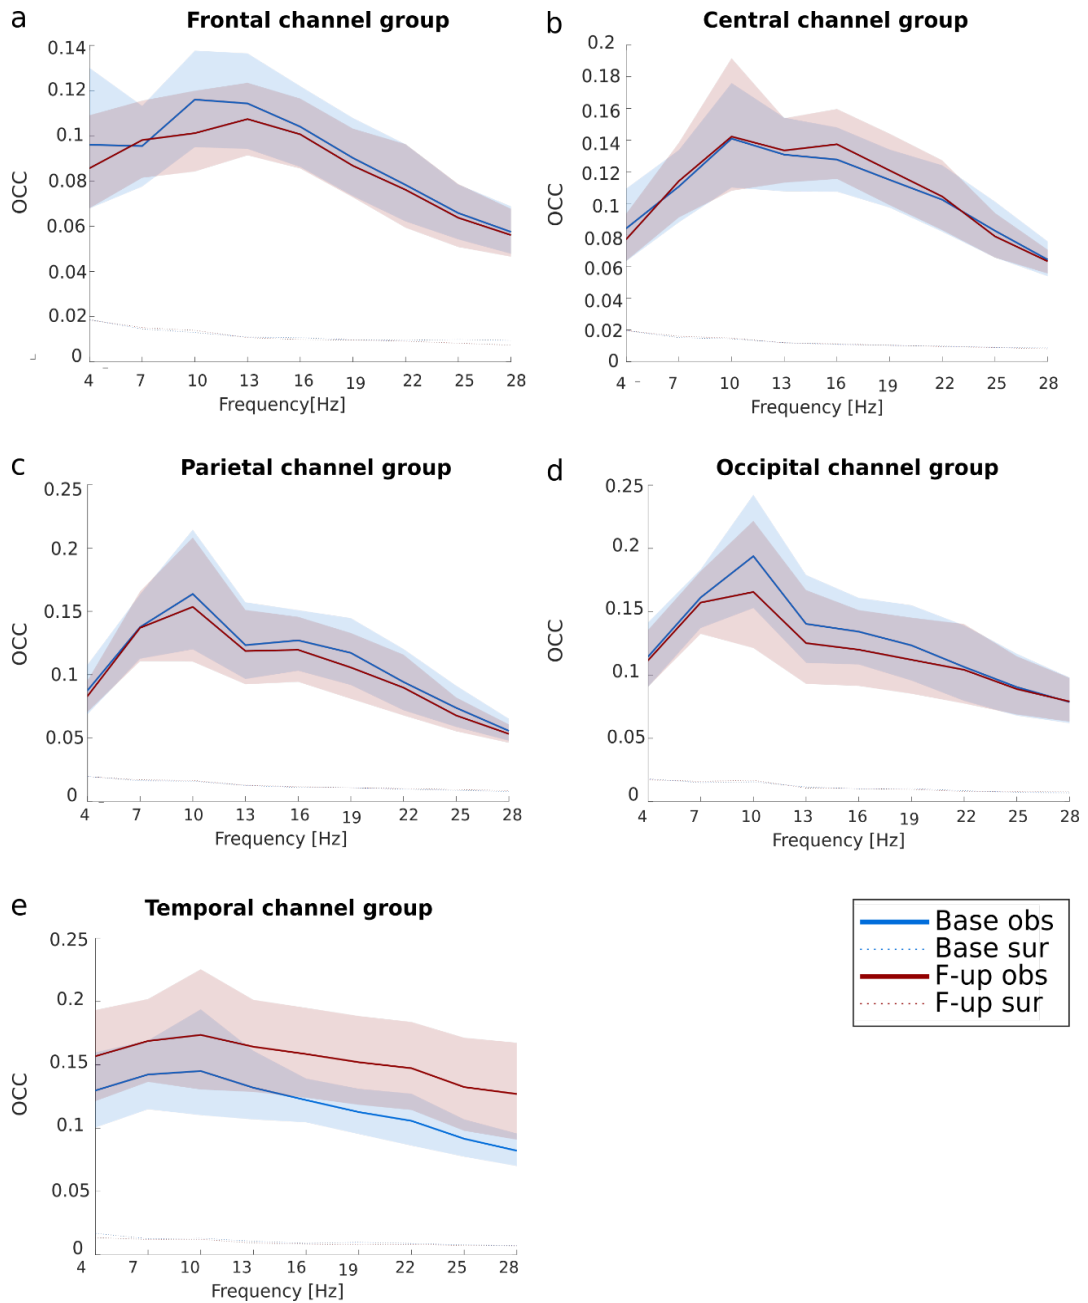 a
Frontal channel group
0.14
0.12
0.1
0.08
0.06
0.04
0.02
0
OCC
4 7 10 13 16 19 22 25 28
Frequency[Hz]
b
Central channel group
0.2
0.18
0.16
0.14
0.12
0.1
0.08
0.06
0.04
0.02
0
OCC
4 7 10 13 16 19 22 25 28
Frequency [Hz]
c
Parietal channel group
0.25
0.2
0.15
0.1
0.05
0
OCC
4 7 10 13 16 19 22 25 28
Frequency [Hz]
d
Occipital channel group
0.25
0.2
0.15
0.1
0.05
0
OCC
4 7 10 13 16 19 22 25 28
Frequency [Hz]
e
Temporal channel group
0.25
0.2
0.15
0.1
0.05
0
OCC
4 7 10 13 16 19 22 25 28
Frequency [Hz]
Base obs
Base sur
F-up obs
F-up sur